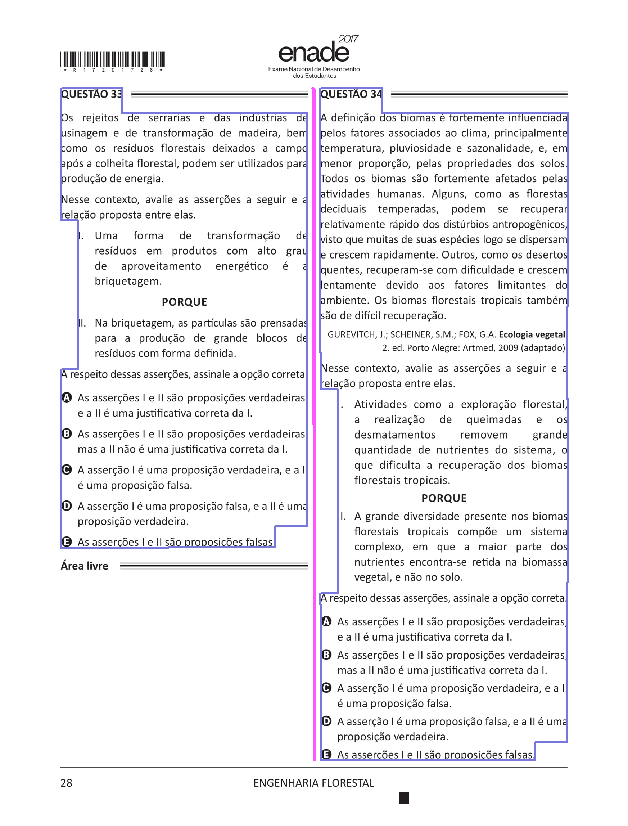 *R17201728*
2017
enade
Exame Nacional de Desempenho
dos Estudantes
QUESTÃO 33
Os rejeitos de serrarias e das indústrias de
usinagem e de transformação de madeira, bem
como os resíduos florestais deixados a campo
após a colheita florestal, podem ser utilizados para
produção de energia.
Nesse contexto, avalie as asserções a seguir e a
relação proposta entre elas.
I. Uma forma de transformação de
resíduos em produtos com alto grau
de aproveitamento energético é a
briquetagem.
PORQUE
II. Na briquetagem, as partículas são prensadas
para a produção de grande blocos de
resíduos com forma definida.
A respeito dessas asserções, assinale a opção correta
A As asserções I e II são proposições verdadeiras
e a II é uma justificativa correta da I.
B As asserções I e II são proposições verdadeiras
mas a II não é uma justificativa correta da I.
C A asserção I é uma proposição verdadeira, e a I
é uma proposição falsa.
D A asserção I é uma proposição falsa, e a II é uma
proposição verdadeira.
E As asserções I e II são proposições falsas.
Área livre
QUESTÃO 34
A definição dos biomas é fortemente influenciada
pelos fatores associados ao clima, principalmente
temperatura, pluviosidade e sazonalidade, e, em
menor proporção, pelas propriedades dos solos.
Todos os biomas são fortemente afetados pelas
atividades humanas. Alguns, como as florestas
deciduais temperadas, podem se recuperar
relativamente rápido dos distúrbios antropogênicos,
visto que muitas de suas espécies logo se dispersam
e crescem rapidamente. Outros, como os desertos
quentes, recuperam-se com dificuldade e crescem
lentamente devido aos fatores limitantes do
ambiente. Os biomas florestais tropicais também
são de difícil recuperação.
GUREVITCH, J.; SCHEINER, S.M.; FOX, G.A. Ecologia vegetal
2. ed. Porto Alegre: Artmed, 2009 (adaptado)
Nesse contexto, avalie as asserções a seguir e a
relação proposta entre elas.
. Atividades como a exploração florestal,
a realização de queimadas e os
desmatamentos removem grande
quantidade de nutrientes do sistema, o
que dificulta a recuperação dos biomas
florestais tropicais.
PORQUE
I. A grande diversidade presente nos biomas
florestais tropicais compõe um sistema
complexo, em que a maior parte dos
nutrientes encontra-se retida na biomassa
vegetal, e não no solo.
A respeito dessas asserções, assinale a opção correta.
A As asserções I e II são proposições verdadeiras,
e a II é uma justificativa correta da I.
B As asserções I e II são proposições verdadeiras,
mas a II não é uma justificativa correta da I.
C A asserção I é uma proposição verdadeira, e a I
é uma proposição falsa.
D A asserção I é uma proposição falsa, e a II é uma
proposição verdadeira.
E As asserções I e II são proposições falsas.
28
ENGENHARIA FLORESTAL